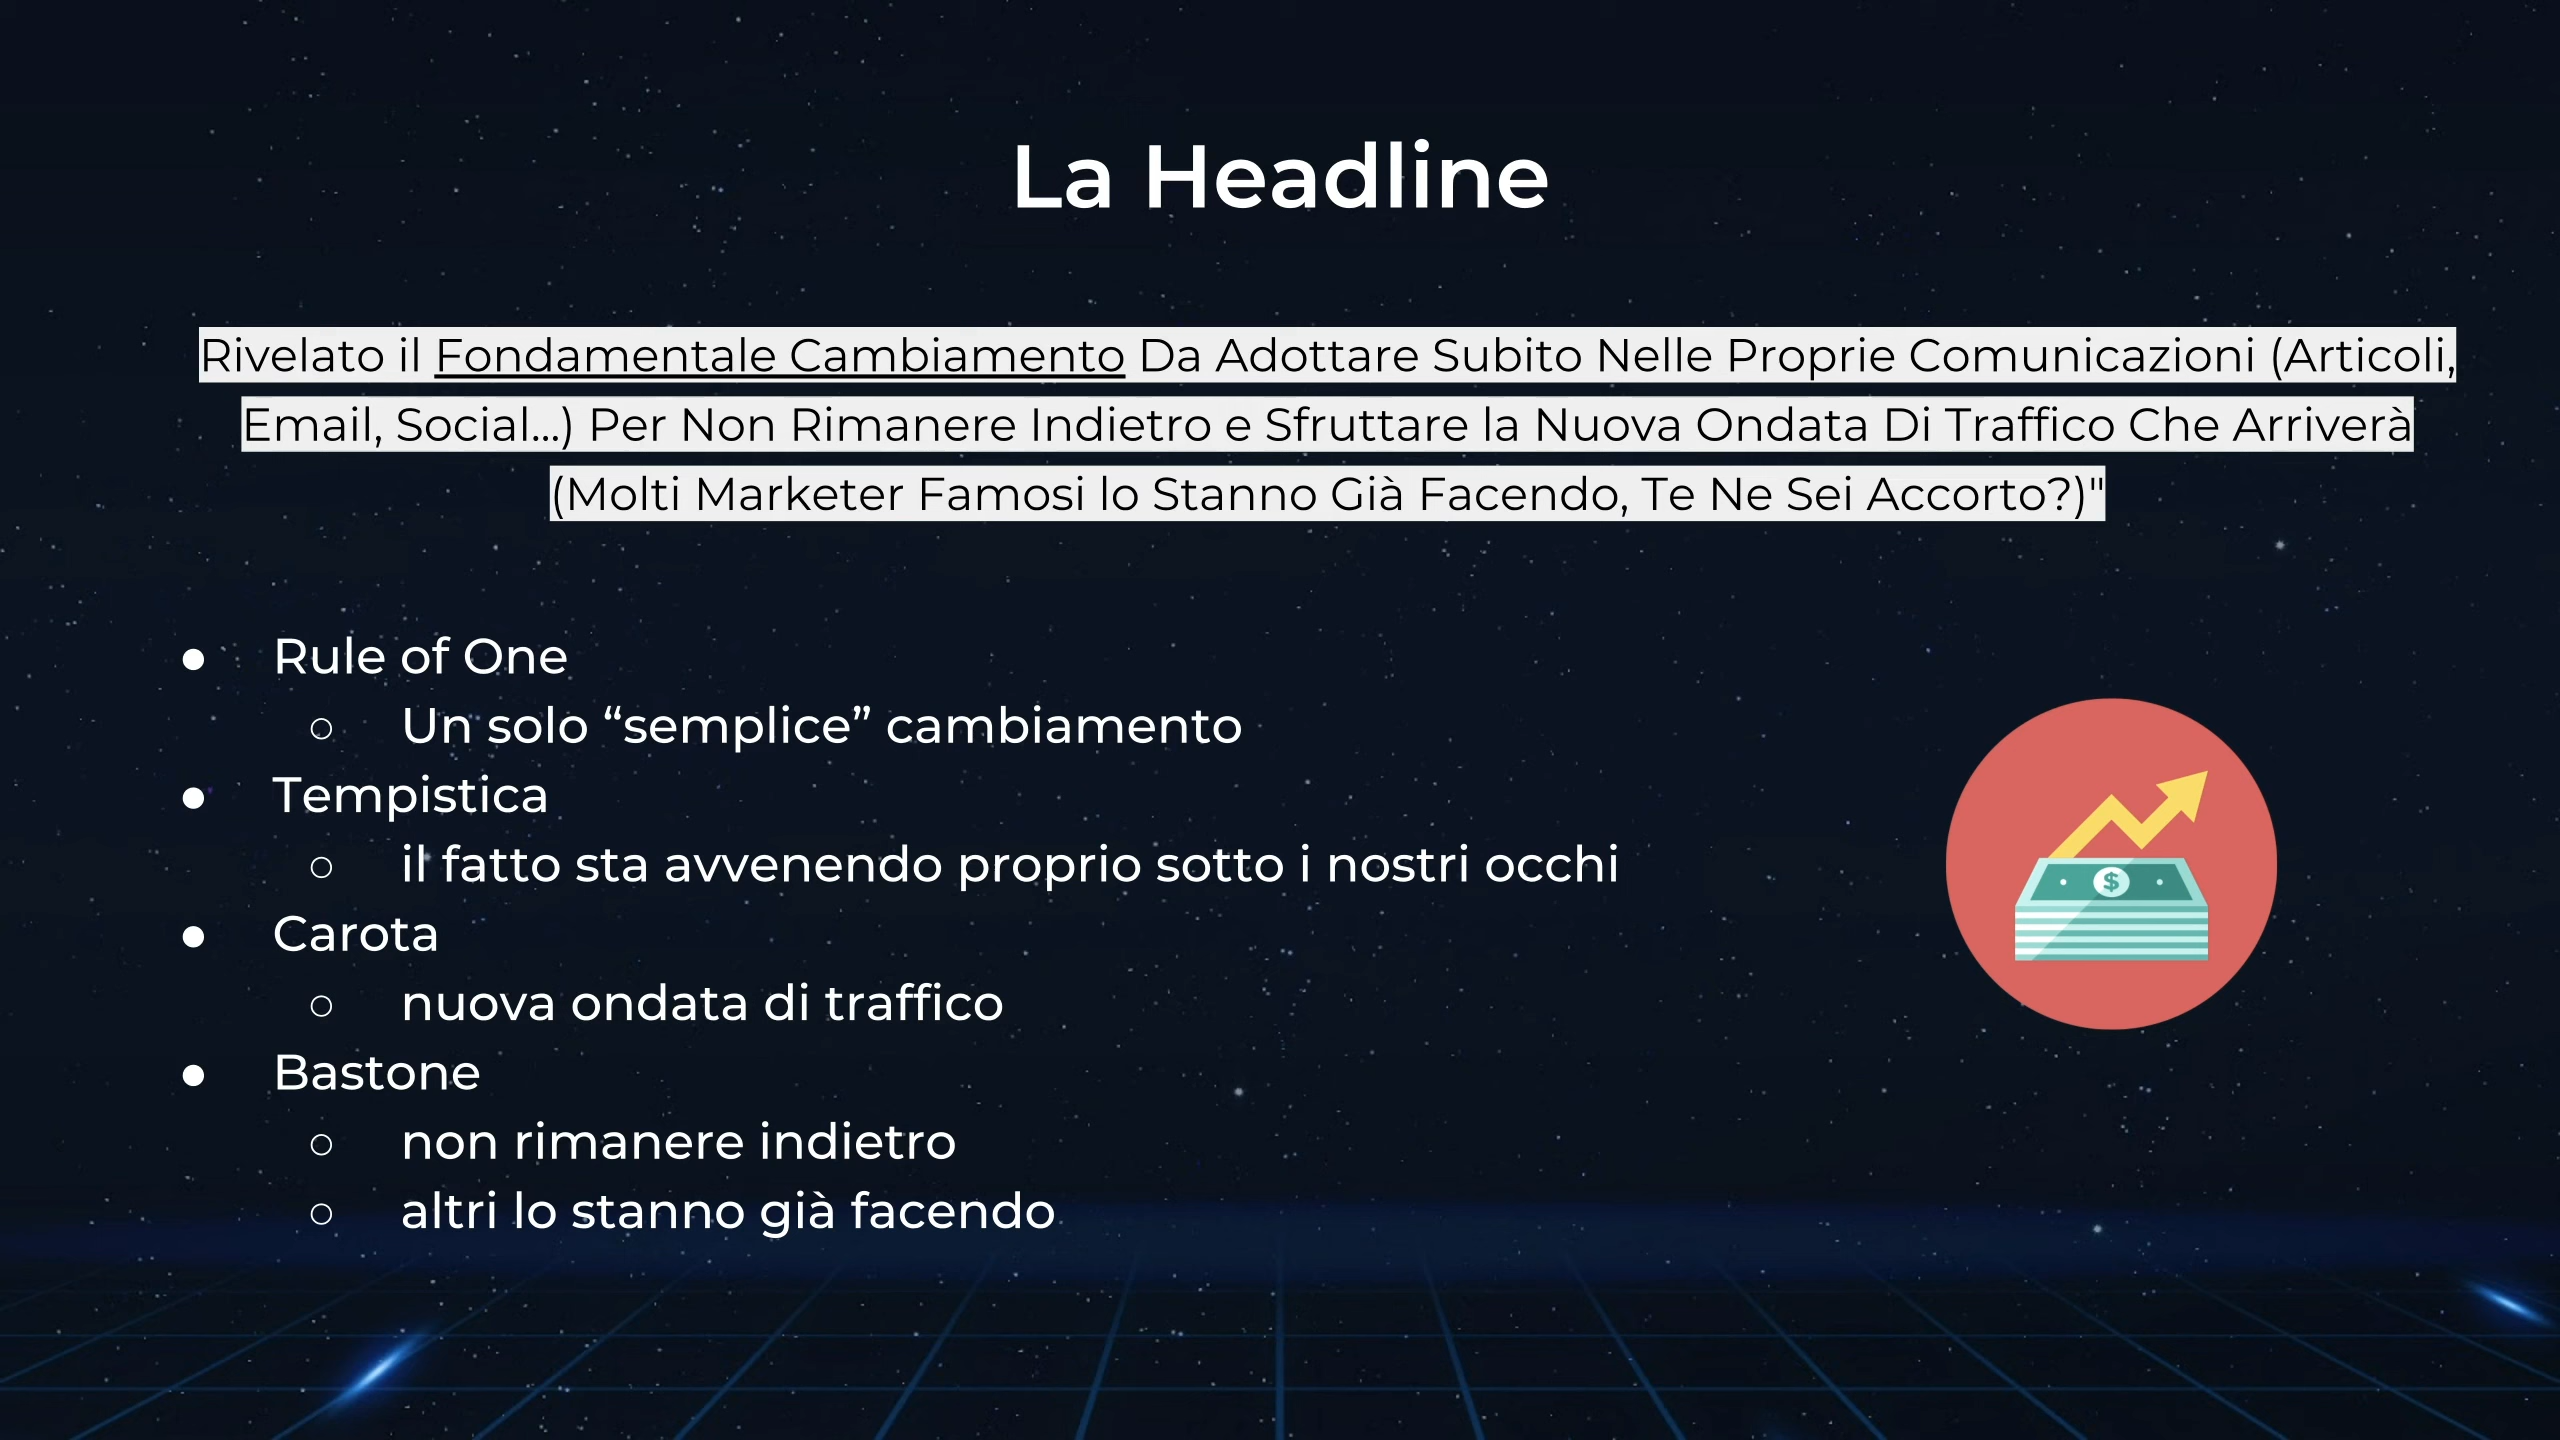 La Headline
Rivelato il Fondamentale Cambiamento Da Adottare Subito Nelle Proprie Comunicazioni (Articoli,
Email, Social...) Per Non Rimanere Indietro e Sfruttare la Nuova Ondata Di Traffico Che Arriverà
(Molti Marketer Famosi lo Stanno Già Facendo, Te Ne Sei Accorto?)"
● Rule of One
○ Un solo “semplice” cambiamento
● Tempistica
○ il fatto sta avvenendo proprio sotto i nostri occhi
● Carota
○ nuova ondata di traffico
● Bastone
○ non rimanere indietro
○ altri lo stanno già facendo
$